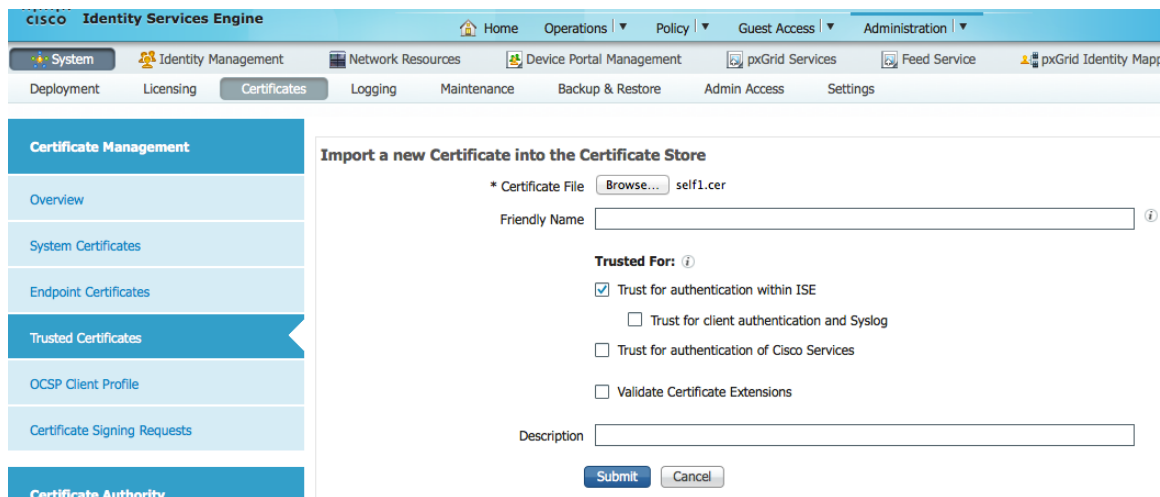 CISCO Identity Services Engine
Home Operations Policy Guest Access Administration
System Identity Management Network Resources Device Portal Management pxGrid Services Feed Service pxGrid Identity Mapp
Deployment Licensing Certificates Logging Maintenance Backup & Restore Admin Access Settings
Certificate Management
Overview
System Certificates
Endpoint Certificates
Trusted Certificates
OCSP Client Profile
Certificate Signing Requests
Certificate Authority
Import a new Certificate into the Certificate Store
* Certificate File Browse... self1.cer
Friendly Name
Trusted For:
Trust for authentication within ISE
Trust for client authentication and Syslog
Trust for authentication of Cisco Services
Validate Certificate Extensions
Description
Submit Cancel